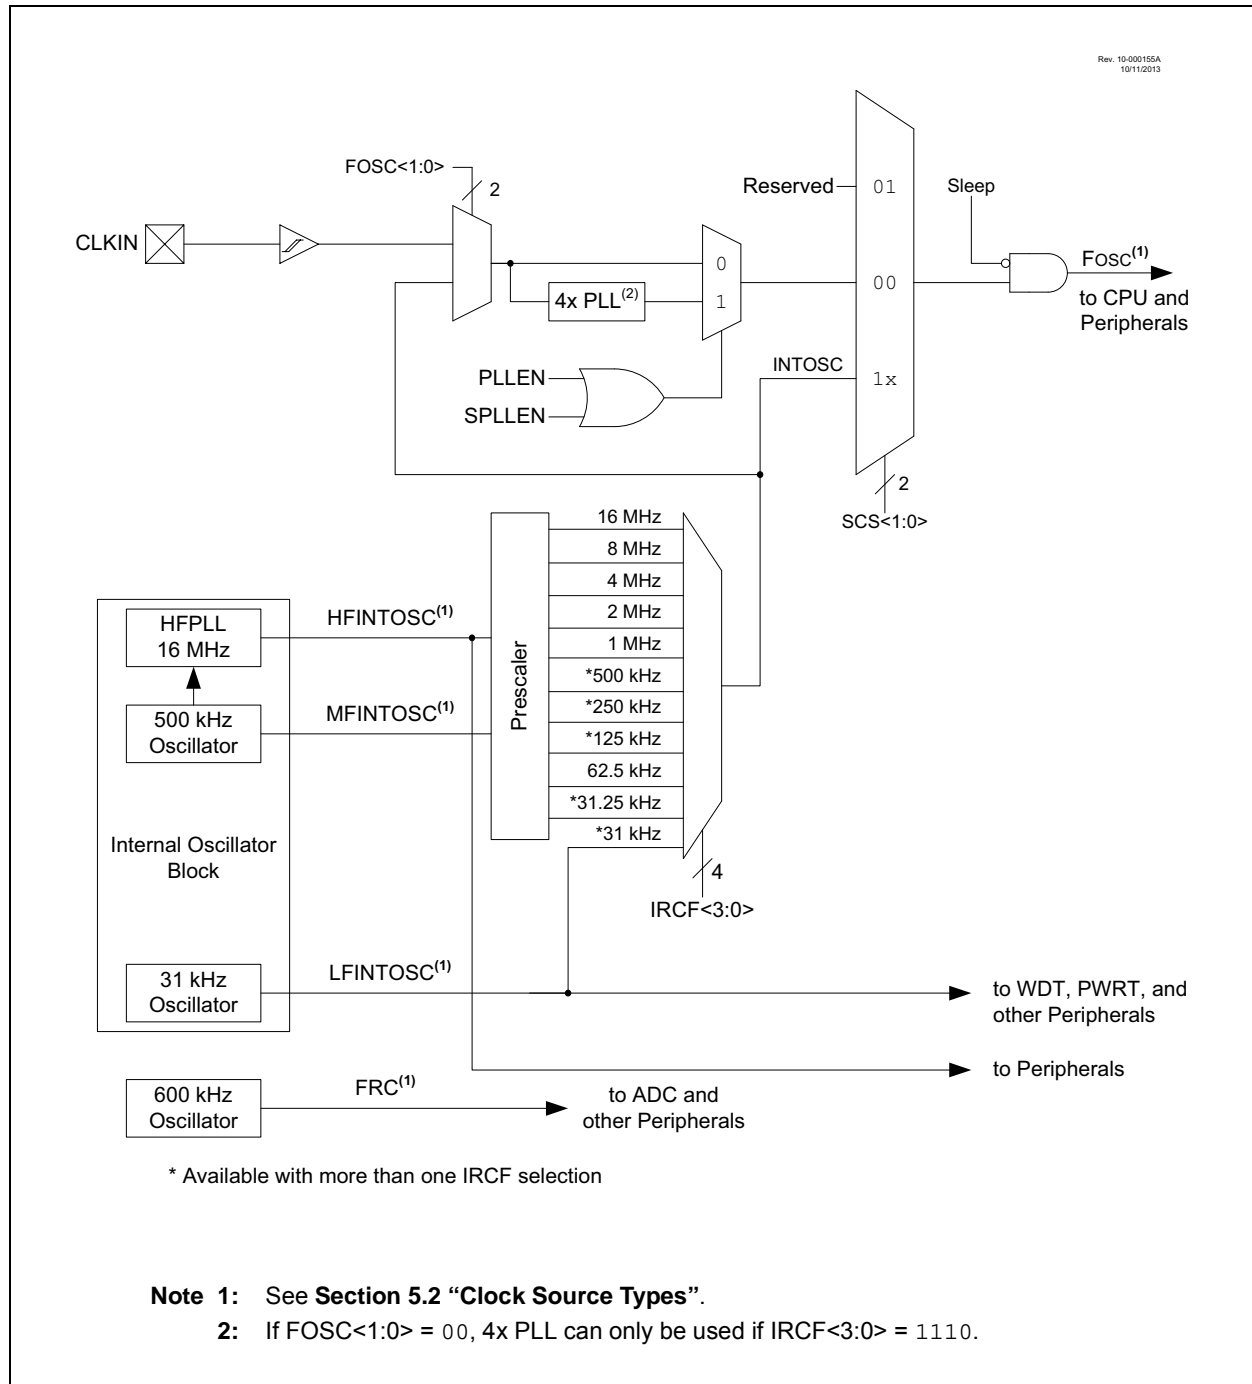 Rev. 10-000155A
10/11/2013
FOSC<1:0>
2
Reserved
01
Sleep
CLKIN
0
FOSC(1)
4x PLL(2)
1
00
to CPU and
Peripherals
INTOSC
1x
PLLEN
SPLLEN
2
SCS<1:0>
16 MHz
8 MHz
4 MHz
2 MHz
1 MHz
*500 kHz
*250 kHz
*125 kHz
62.5 kHz
*31.25 kHz
*31 kHz
Prescaler
4
IRCF<3:0>
HFPLL
16 MHz
HFINTOSC(1)
500 kHz
Oscillator
MFINTOSC(1)
Internal Oscillator
Block
31 kHz
Oscillator
LFINTOSC(1)
to WDT, PWRT, and
other Peripherals
to Peripherals
600 kHz
Oscillator
FRC(1)
to ADC and
other Peripherals
* Available with more than one IRCF selection
Note 1: See Section 5.2 “Clock Source Types”.
2: If FOSC<1:0> = 00, 4x PLL can only be used if IRCF<3:0> = 1110.